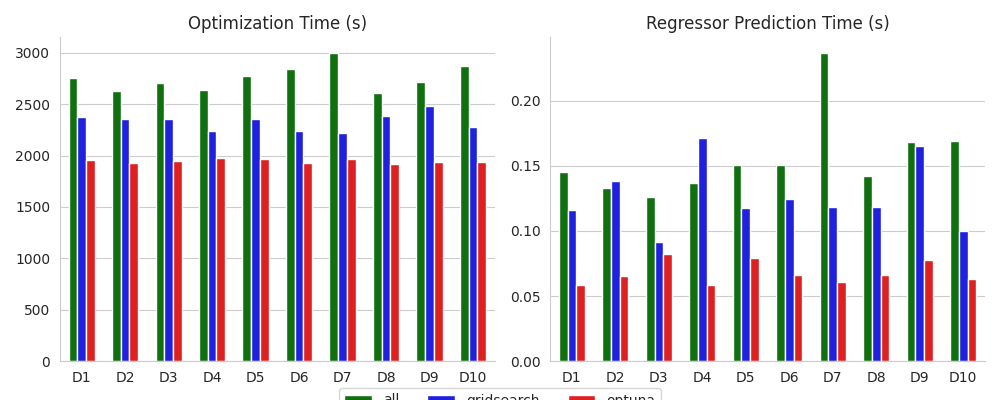 Optimization Time (s)
3000
2500
2000
1500
1000
500
0
D1 D2 D3 D4 D5 D6 D7 D8 D9 D10
Regressor Prediction Time (s)
0.20
0.15
0.10
0.05
0.00
D1 D2 D3 D4 D5 D6 D7 D8 D9 D10
all gridsearch optuna